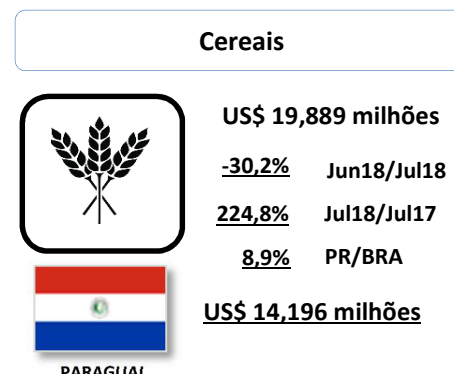 Cereais
US$ 19,889 milhões
-30,2% Jun18/Jul18
224,8% Jul18/Jul17
8,9% PR/BRA
US$ 14,196 milhões
PARAGUAI